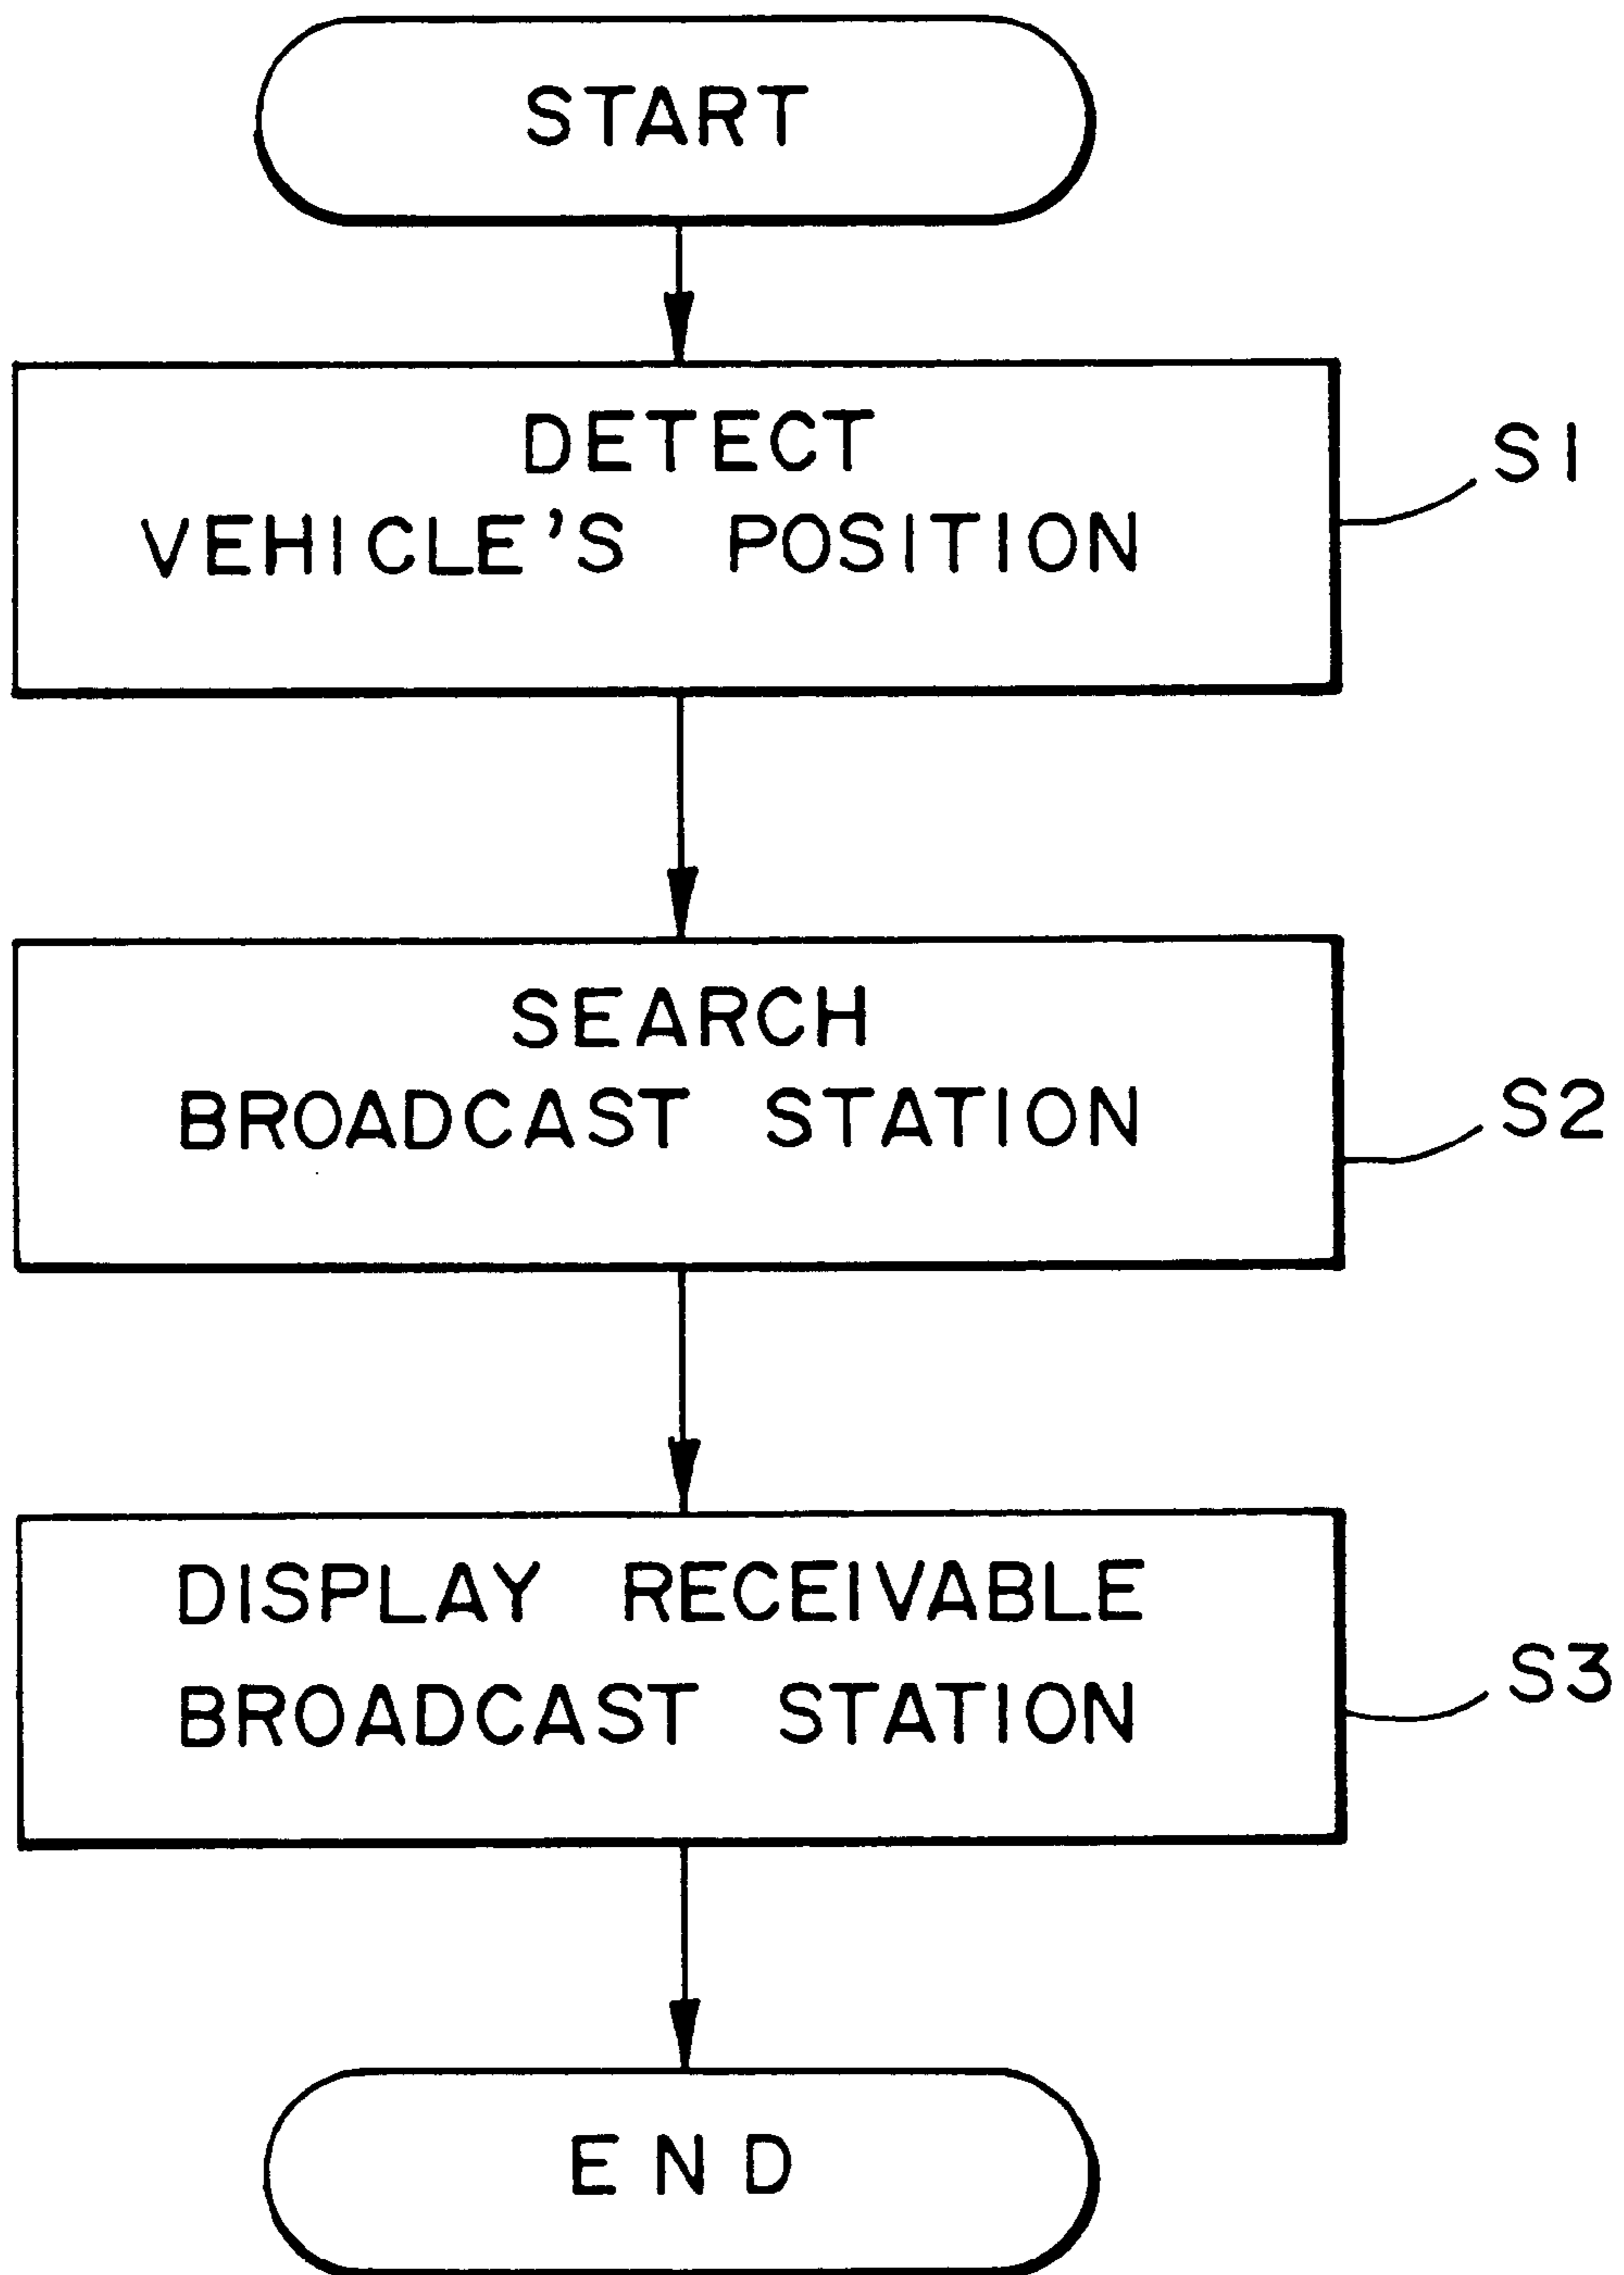 START
DETECT
VEHICLE'S POSITION
S1
SEARCH
BROADCAST STATION
S2
DISPLAY RECEIVABLE
BROADCAST STATION
S3
END